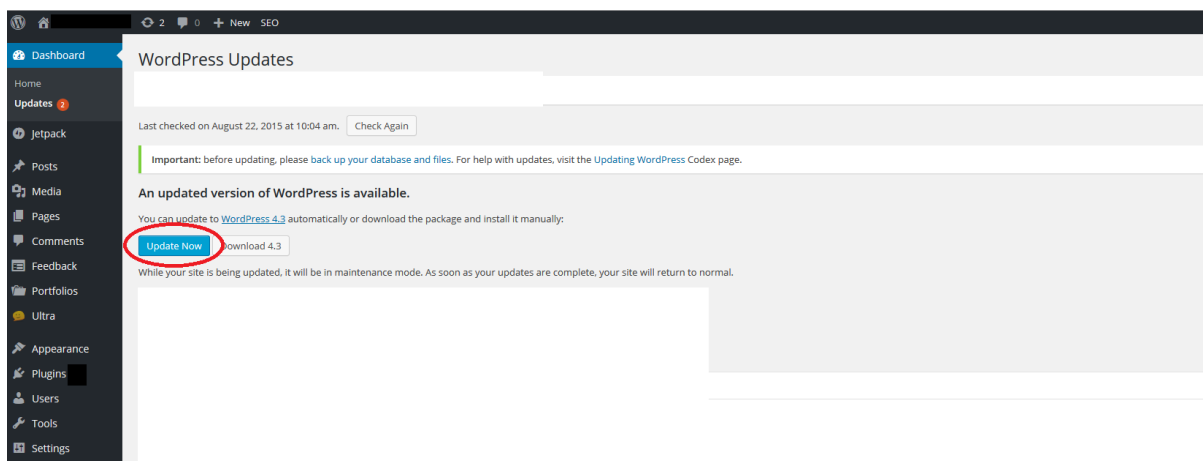 2 0 New SEO
Dashboard
Home
Updates 2
Jetpack
Posts
Media
Pages
Comments
Feedback
Portfolios
Ultra
Appearance
Plugins
Users
Tools
Settings
WordPress Updates
Last checked on August 22, 2015 at 10:04 am. Check Again
Important: before updating, please back up your database and files. For help with updates, visit the Updating WordPress Codex page.
An updated version of WordPress is available.
You can update to WordPress 4.3 automatically or download the package and install it manually:
Update Now Download 4.3
While your site is being updated, it will be in maintenance mode. As soon as your updates are complete, your site will return to normal.